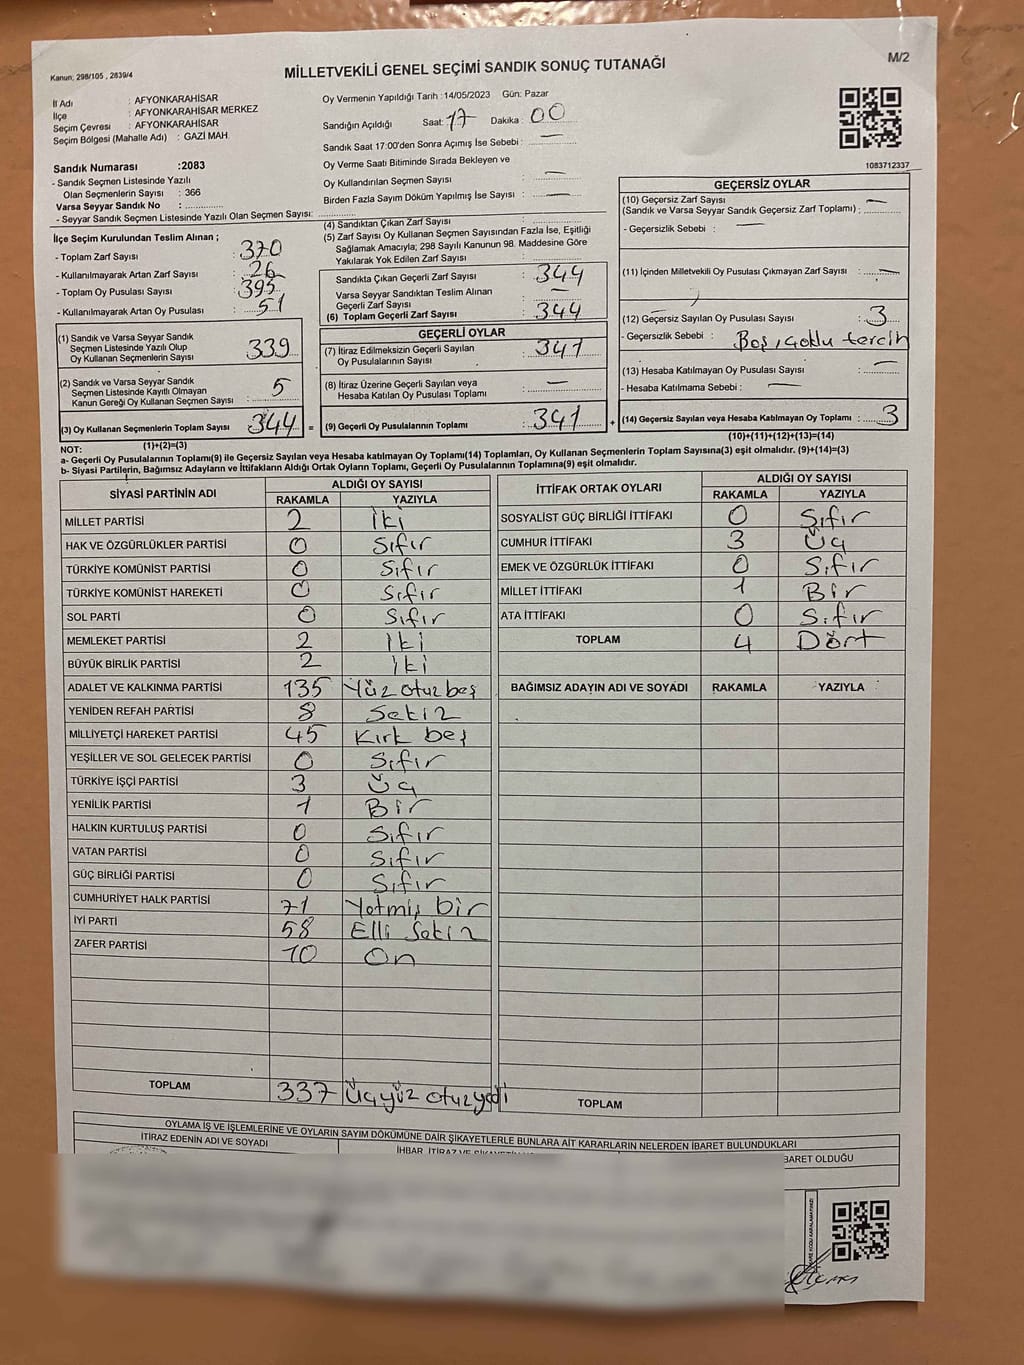 Kanun; 298/105 , 2839/4
MİLLETVEKİLİ GENEL SEÇİMİ SANDIK SONUÇ TUTANAĞI
M/2
İl Adı : AFYONKARAHİSAR
İlçe : AFYONKARAHİSAR MERKEZ
Seçim Çevresi : AFYONKARAHİSAR
Seçim Bölgesi (Mahalle Adı) : GAZİ MAH.
Sandık Numarası :2083
- Sandık Seçmen Listesinde Yazılı
Olan Seçmenlerin Sayısı : 366
Varsa Seyyar Sandık No :
- Seyyar Sandık Seçmen Listesinde Yazılı Olan Seçmen Sayısı:
Oy Vermenin Yapıldığı Tarih :14/05/2023 Gün: Pazar
Sandığın Açıldığı Saat: 17 Dakika : 00
Sandık Saat 17:00'den Sonra Açımış İse Sebebi : —
Oy Verme Saati Bitiminde Sırada Bekleyen ve
Oy Kullandırılan Seçmen Sayısı : —
Birden Fazla Sayım Döküm Yapılmış İse Sayısı : —
1083712337
İlçe Seçim Kurulundan Teslim Alınan ;
- Toplam Zarf Sayısı : 370
- Kullanılmayarak Artan Zarf Sayısı : 26
- Toplam Oy Pusulası Sayısı : 395
- Kullanılmayarak Artan Oy Pusulası : 51
(1) Sandık ve Varsa Seyyar Sandık
Seçmen Listesinde Yazılı Olup
Oy Kullanan Seçmenlerin Sayısı : 339
(2) Sandık ve Varsa Seyyar Sandık
Seçmen Listesinde Kayıtlı Olmayan
Kanun Gereği Oy Kullanan Seçmen Sayısı : 5
(3) Oy Kullanan Seçmenlerin Toplam Sayısı : 344
(1)+(2)=(3)
(4) Sandıktan Çıkan Zarf Sayısı :
(5) Zarf Sayısı Oy Kullanan Seçmen Sayısından Fazla İse, Eşitliği
Sağlamak Amacıyla; 298 Sayılı Kanunun 98. Maddesine Göre
Yakılarak Yok Edilen Zarf Sayısı :
Sandıkta Çıkan Geçerli Zarf Sayısı : 344
Varsa Seyyar Sandıktan Teslim Alınan
Geçerli Zarf Sayısı : —
(6) Toplam Geçerli Zarf Sayısı : 344
GEÇERLİ OYLAR
(7) İtiraz Edilmeksizin Geçerli Sayılan
Oy Pusulalarının Sayısı : 341
(8) İtiraz Üzerine Geçerli Sayılan veya
Hesaba Katılan Oy Pusulası Toplamı : —
= (9) Geçerli Oy Pusulalarının Toplamı : 341
GEÇERSİZ OYLAR
(10) Geçersiz Zarf Sayısı —
(Sandık ve Varsa Seyyar Sandık Geçersiz Zarf Toplamı) :
- Geçersizlik Sebebi : —
(11) İçinden Milletvekili Oy Pusulası Çıkmayan Zarf Sayısı : —
(12) Geçersiz Sayılan Oy Pusulası Sayısı : 3
- Geçersizlik Sebebi : Boş, çoklu tercih
(13) Hesaba Katılmayan Oy Pusulası Sayısı : —
- Hesaba Katılmama Sebebi : —
+ (14) Geçersiz Sayılan veya Hesaba Katılmayan Oy Toplamı : 3
(10)+(11)+(12)+(13)=(14)
NOT:
a- Geçerli Oy Pusulalarının Toplamı(9) ile Geçersiz Sayılan veya Hesaba katılmayan Oy Toplamı(14) Toplamları, Oy Kullanan Seçmenlerin Toplam Sayısına(3) eşit olmalıdır. (9)+(14)=(3)
b- Siyasi Partilerin, Bağımsız Adayların ve İttifakların Aldığı Ortak Oyların Toplamı, Geçerli Oy Pusulalarının Toplamına(9) eşit olmalıdır.
SİYASİ PARTİNİN ADI ALDIĞI OY SAYISI
RAKAMLA YAZIYLA
MİLLET PARTİSİ 2 İki
HAK VE ÖZGÜRLÜKLER PARTİSİ 0 Sıfır
TÜRKİYE KOMÜNİST PARTİSİ 0 Sıfır
TÜRKİYE KOMÜNİST HAREKETİ 0 Sıfır
SOL PARTİ 0 Sıfır
MEMLEKET PARTİSİ 2 İki
BÜYÜK BİRLİK PARTİSİ 2 İki
ADALET VE KALKINMA PARTİSİ 135 Yüz otuz beş
YENİDEN REFAH PARTİSİ 8 Sekiz
MİLLİYETÇİ HAREKET PARTİSİ 45 Kırk beş
YEŞİLLER VE SOL GELECEK PARTİSİ 0 Sıfır
TÜRKİYE İŞÇİ PARTİSİ 3 Üç
YENİLİK PARTİSİ 1 Bir
HALKIN KURTULUŞ PARTİSİ 0 Sıfır
VATAN PARTİSİ 0 Sıfır
GÜÇ BİRLİĞİ PARTİSİ 0 Sıfır
CUMHURİYET HALK PARTİSİ 71 Yetmiş bir
İYİ PARTİ 58 Elli Sekiz
ZAFER PARTİSİ 10 On
TOPLAM 337 Üçyüz otuzyedi
İTTİFAK ORTAK OYLARI ALDIĞI OY SAYISI
RAKAMLA YAZIYLA
SOSYALİST GÜÇ BİRLİĞİ İTTİFAKI 0 Sıfır
CUMHUR İTTİFAKI 3 Üç
EMEK VE ÖZGÜRLÜK İTTİFAKI 0 Sıfır
MİLLET İTTİFAKI 1 Bir
ATA İTTİFAKI 0 Sıfır
TOPLAM 4 Dört
BAĞIMSIZ ADAYIN ADI VE SOYADI RAKAMLA YAZIYLA
TOPLAM
OYLAMA İŞ VE İŞLEMLERİNE VE OYLARIN SAYIM DÖKÜMÜNE DAİR ŞİKAYETLERLE BUNLARA AİT KARARLARIN NELERDEN İBARET BULUNDUKLARI
İTİRAZ EDENİN ADI VE SOYADI
İHBAR, İTİRAZ VE
BARET OLDUĞU